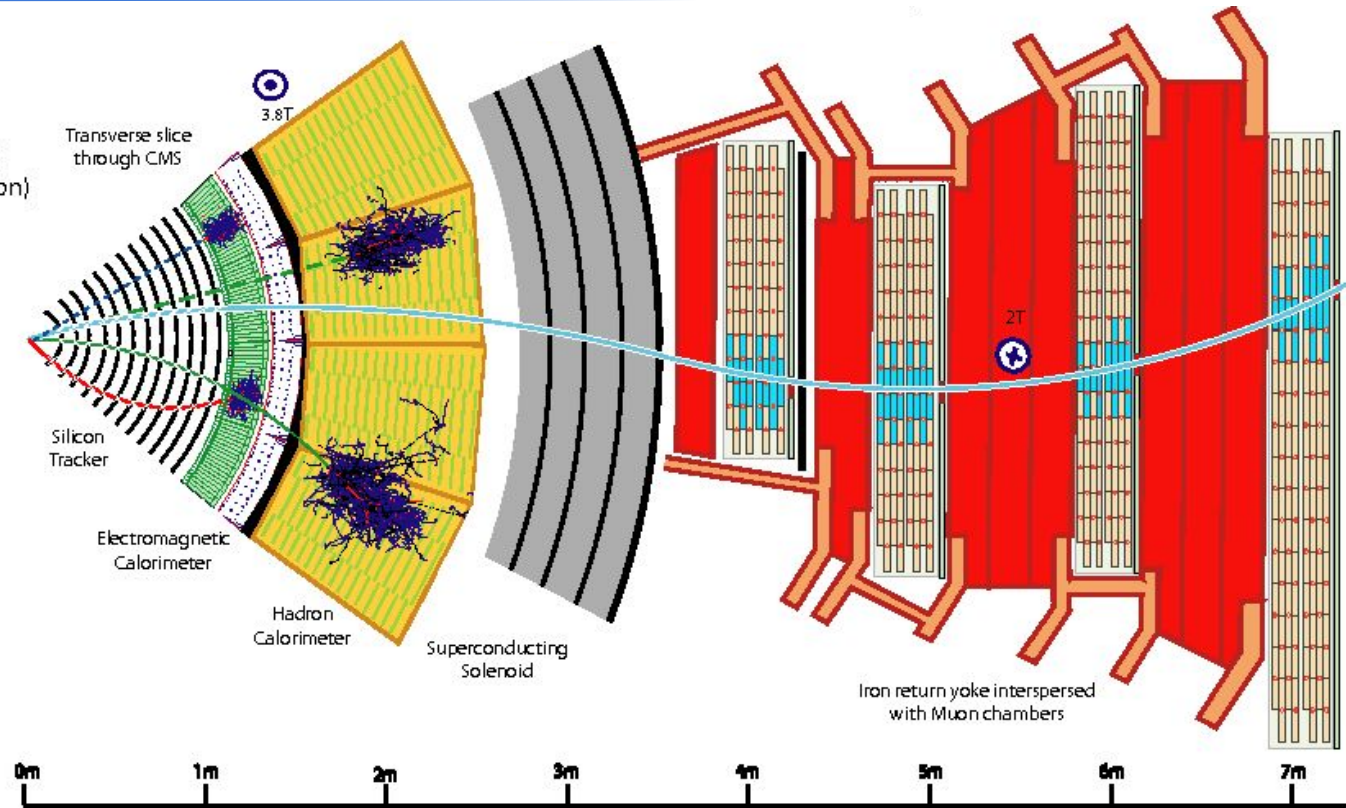 on)
3.8T
Transverse slice
through CMS
2T
Silicon
Tracker
Electromagnetic
Calorimeter
Hadron
Calorimeter
Superconducting
Solenoid
Iron return yoke interspersed
with Muon chambers
0m
1m
2m
3m
4m
5m
6m
7m